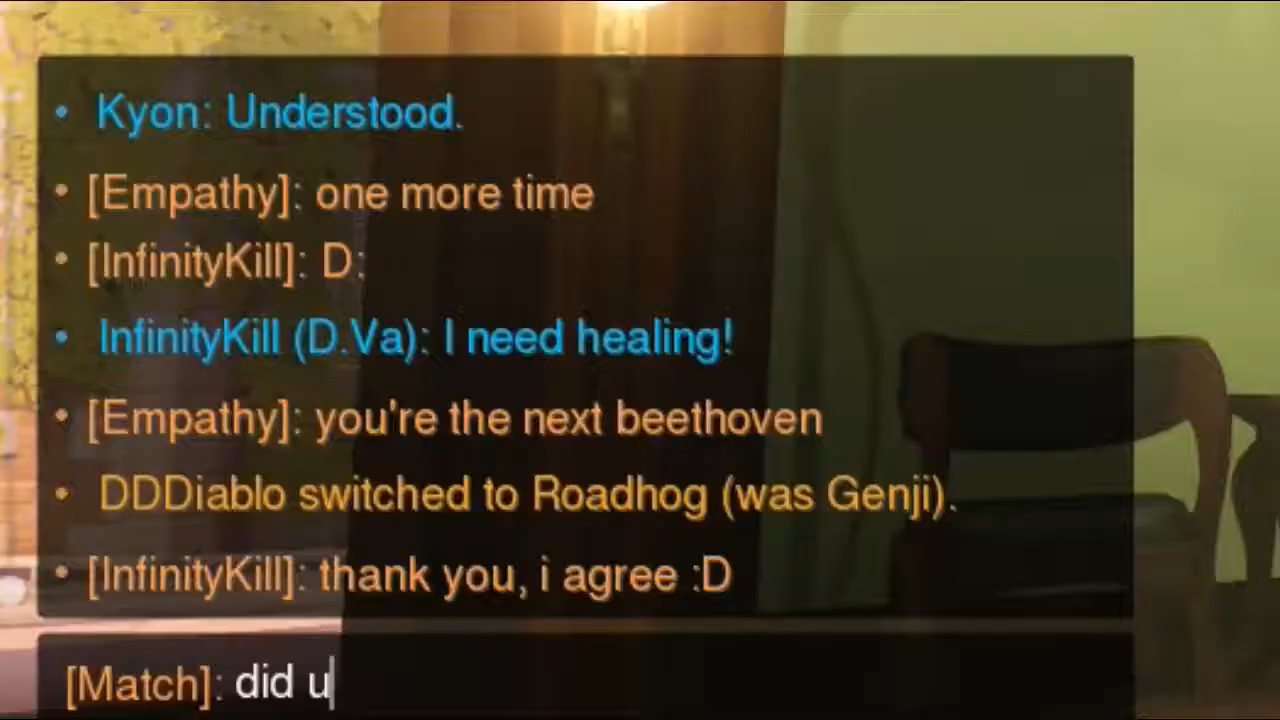 • Kyon: Understood.
• [Empathy]: one more time
• [InfinityKill]: D:
• InfinityKill (D.Va): I need healing!
• [Empathy]: you're the next beethoven
• DDDiablo switched to Roadhog (was Genji).
• [InfinityKill]: thank you, i agree :D
[Match]: did u